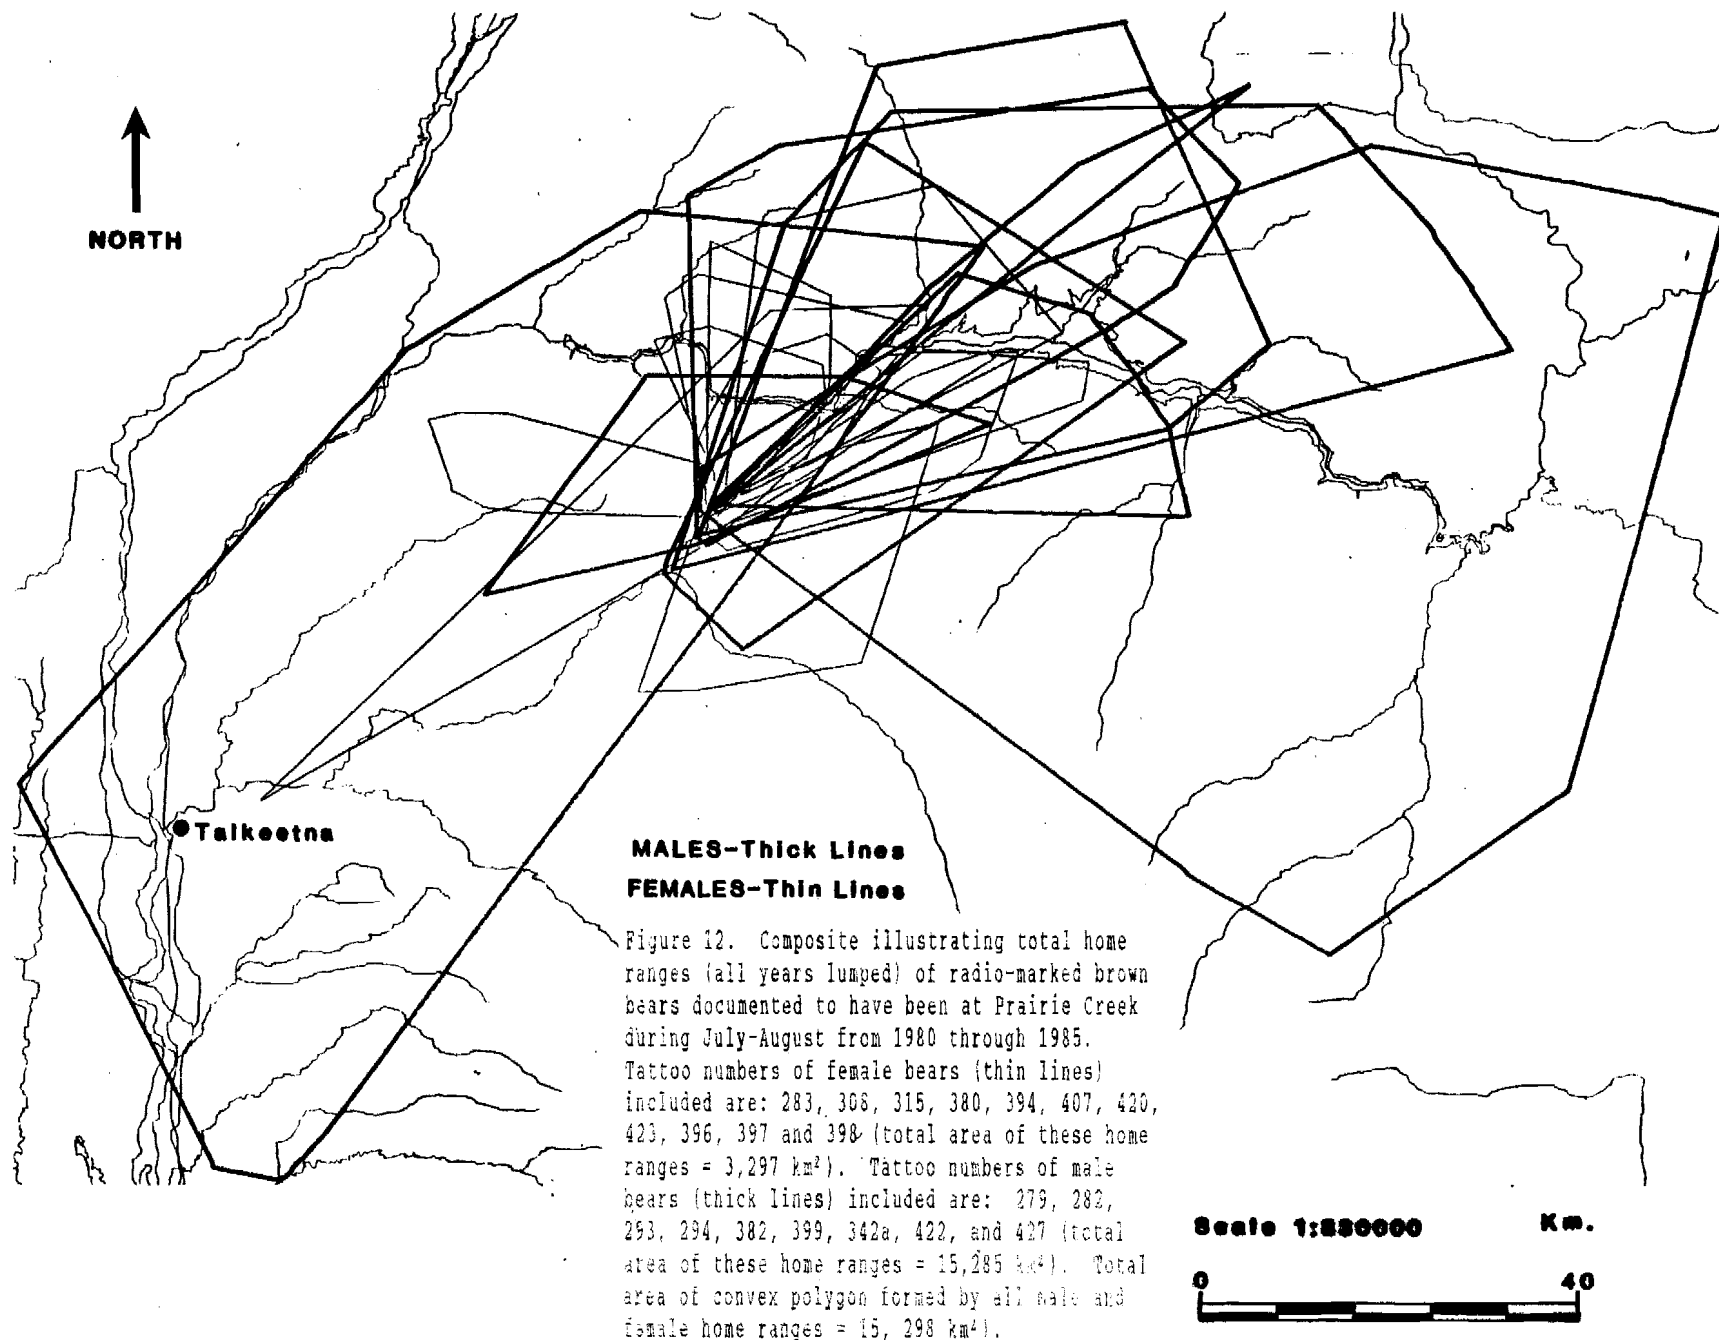 NORTH
Talkeetna
MALES-Thick Lines
FEMALES-Thin Lines
Figure 12. Composite illustrating total home
ranges (all years lumped) of radio-marked brown
bears documented to have been at Prairie Creek
during July-August from 1980 through 1985.
Tattoo numbers of female bears (thin lines)
included are: 283, 308, 315, 380, 394, 407, 420,
423, 396, 397 and 398 (total area of these home
ranges = 3,297 km²). Tattoo numbers of male
bears (thick lines) included are: 279, 282,
293, 294, 382, 399, 342a, 422, and 427 (total
area of these home ranges = 15,285 km²). Total
area of convex polygon formed by all male and
female home ranges = 15, 298 km²).
Scale Km.
0 40